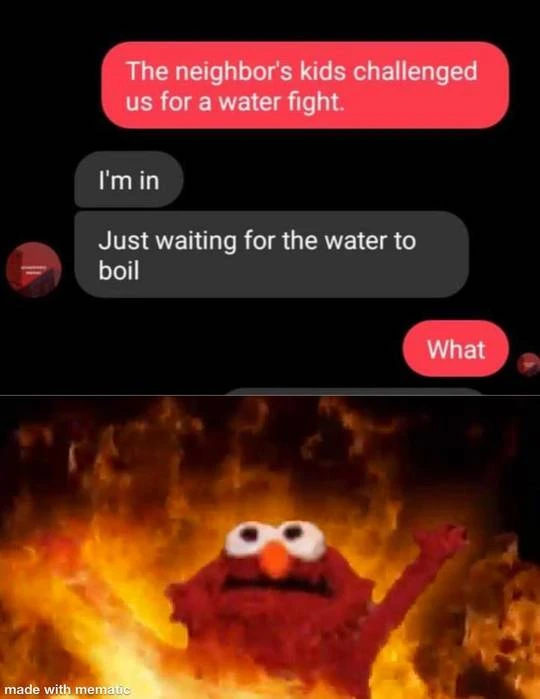 The neighbor's kids challenged
us for a water fight.
I'm in
Just waiting for the water to
boil
What
made with mematic